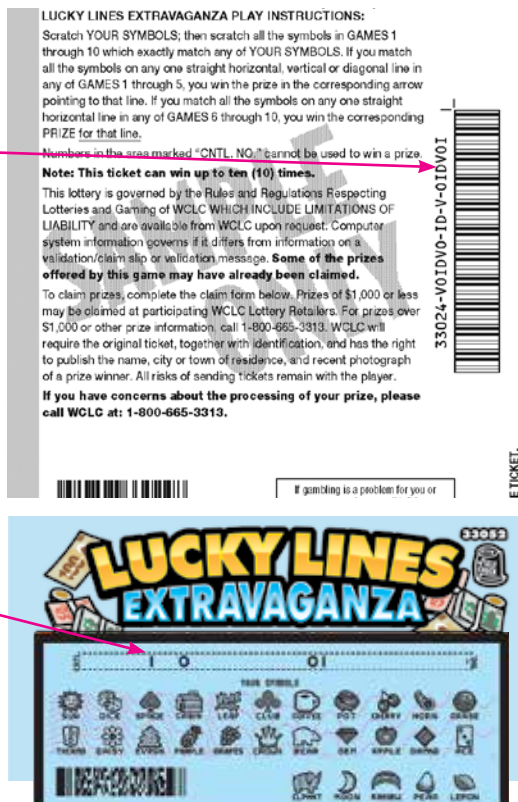 LUCKY LINES EXTRAVAGANZA PLAY INSTRUCTIONS:
Scratch YOUR SYMBOLS; then scratch all the symbols in GAMES 1
through 10 which exactly match any of YOUR SYMBOLS. If you match
all the symbols on any one straight horizontal, vertical or diagonal line in
any of GAMES 1 through 5, you win the prize in the corresponding arrow
pointing to that line. If you match all the symbols on any one straight
horizontal line in any of GAMES 6 through 10, you win the corresponding
PRIZE for that line.
Numbers in the area marked "CNTL. NO." cannot be used to win a prize.
Note: This ticket can win up to ten (10) times.
This lottery is governed by the Rules and Regulations Respecting
Lotteries and Gaming of WCLC WHICH INCLUDE LIMITATIONS OF
LIABILITY and are available from WCLC upon request. Computer
system information governs if it differs from information on a
validation/claim slip or validation message. Some of the prizes
offered by this game may have already been claimed.
To claim prizes, complete the claim form below. Prizes of $1,000 or less
may be claimed at participating WCLC Lottery Retailers. For prizes over
$1,000 or other prize information, call 1-800-665-3313. WCLC will
require the original ticket, together with identification, and has the right
to publish the name, city or town of residence, and recent photograph
of a prize winner. All risks of sending tickets remain with the player.
If you have concerns about the processing of your prize, please
call WCLC at: 1-800-665-3313.
SAMPLE
ONLY
33024-VOIDVO-ID-V-OIDVOI
If gambling is a problem for you or
E TICKET.
33052
LUCKY LINES
EXTRAVAGANZA
100
I O OI
YOUR SYMBOLS
SUN DICE SPADE CABIN LEAF CLUB COFFEE POT CHERRY HORN
DAISY GRAPES CROWN BEAR GEM APPLE ACE
MOON PEAR LEMON